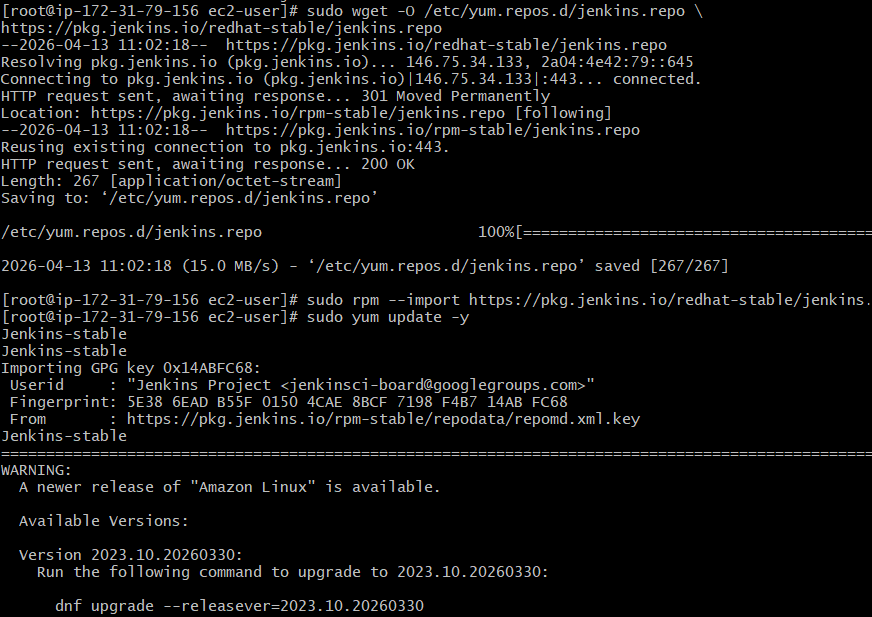 [root@ip-172-31-79-156 ec2-user]# sudo wget -O /etc/yum.repos.d/jenkins.repo \
https://pkg.jenkins.io/redhat-stable/jenkins.repo
--2026-04-13 11:02:18--  https://pkg.jenkins.io/redhat-stable/jenkins.repo
Resolving pkg.jenkins.io (pkg.jenkins.io)... 146.75.34.133, 2a04:4e42:79::645
Connecting to pkg.jenkins.io (pkg.jenkins.io)|146.75.34.133|:443... connected.
HTTP request sent, awaiting response... 301 Moved Permanently
Location: https://pkg.jenkins.io/rpm-stable/jenkins.repo [following]
--2026-04-13 11:02:18--  https://pkg.jenkins.io/rpm-stable/jenkins.repo
Reusing existing connection to pkg.jenkins.io:443.
HTTP request sent, awaiting response... 200 OK
Length: 267 [application/octet-stream]
Saving to: ‘/etc/yum.repos.d/jenkins.repo’
/etc/yum.repos.d/jenkins.repo                        100%[=======================================
2026-04-13 11:02:18 (15.0 MB/s) - ‘/etc/yum.repos.d/jenkins.repo’ saved [267/267]
[root@ip-172-31-79-156 ec2-user]# sudo rpm --import https://pkg.jenkins.io/redhat-stable/jenkins.
[root@ip-172-31-79-156 ec2-user]# sudo yum update -y
Jenkins-stable
Jenkins-stable
Importing GPG key 0x14ABFC68:
 Userid     : "Jenkins Project <jenkinsci-board@googlegroups.com>"
 Fingerprint: 5E38 6EAD B55F 0150 4CAE 8BCF 7198 F4B7 14AB FC68
 From       : https://pkg.jenkins.io/rpm-stable/repodata/repomd.xml.key
Jenkins-stable
=================================================================================================
WARNING:
  A newer release of "Amazon Linux" is available.
  Available Versions:
  Version 2023.10.20260330:
    Run the following command to upgrade to 2023.10.20260330:
      dnf upgrade --releasever=2023.10.20260330